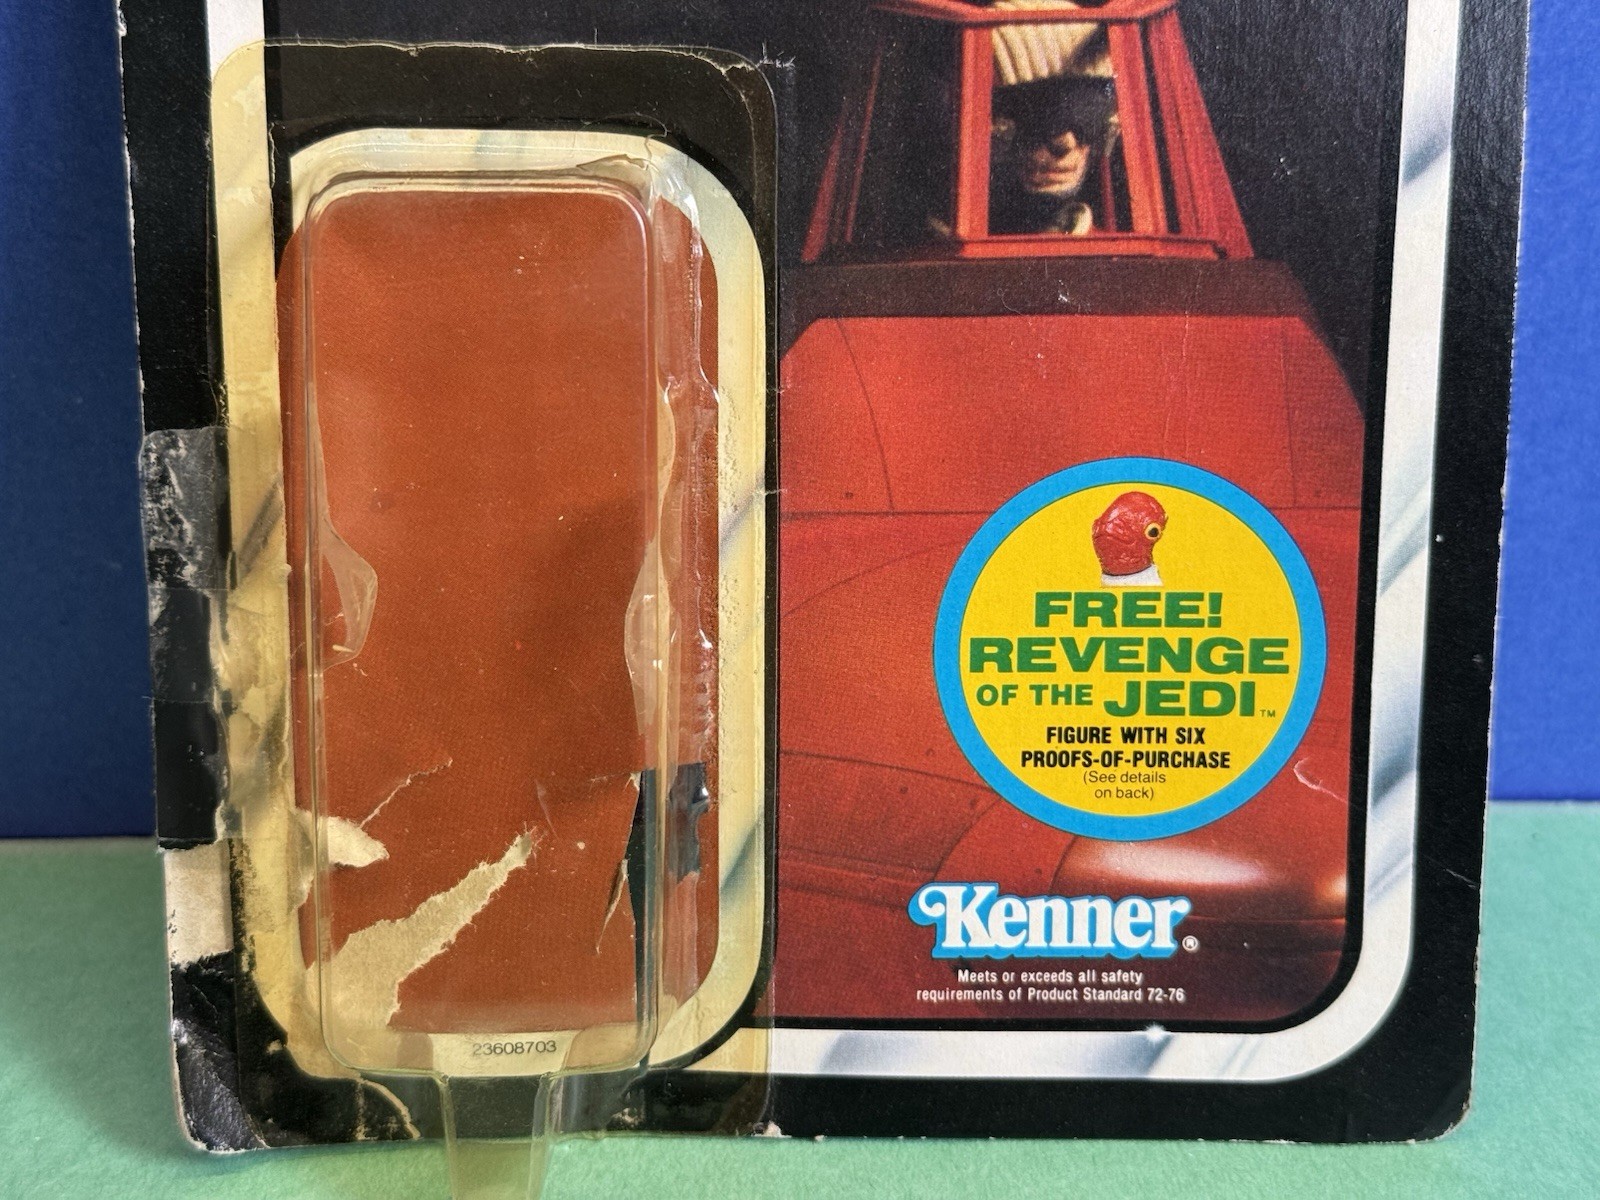 FREE!
REVENGE
OF THE JEDI™
FIGURE WITH SIX
PROOFS-OF-PURCHASE
(See details
on back)
Kenner®
Meets or exceeds all safety
requirements of Product Standard 72-76
23608703